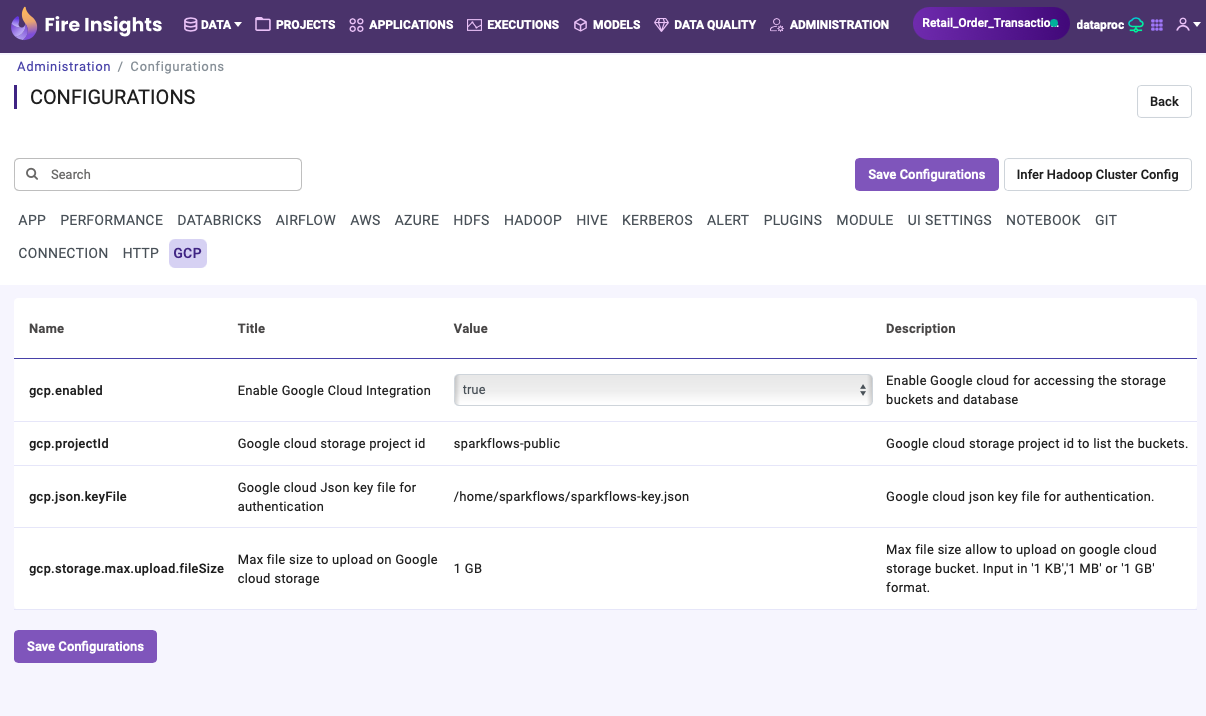 Fire Insights DATA PROJECTS APPLICATIONS EXECUTIONS MODELS DATA QUALITY ADMINISTRATION Retail_Order_Transactio... dataproc
Administration / Configurations
CONFIGURATIONS
Back
Search
Save Configurations Infer Hadoop Cluster Config
APP PERFORMANCE DATABRICKS AIRFLOW AWS AZURE HDFS HADOOP HIVE KERBEROS ALERT PLUGINS MODULE UI SETTINGS NOTEBOOK GIT
CONNECTION HTTP GCP
Name Title Value Description
gcp.enabled Enable Google Cloud Integration true Enable Google cloud for accessing the storage
buckets and database
gcp.projectId Google cloud storage project id sparkflows-public Google cloud storage project id to list the buckets.
gcp.json.keyFile Google cloud Json key file for
authentication /home/sparkflows/sparkflows-key.json Google cloud json key file for authentication.
gcp.storage.max.upload.fileSize Max file size to upload on Google
cloud storage 1 GB Max file size allow to upload on google cloud
storage bucket. Input in '1 KB','1 MB' or '1 GB'
format.
Save Configurations